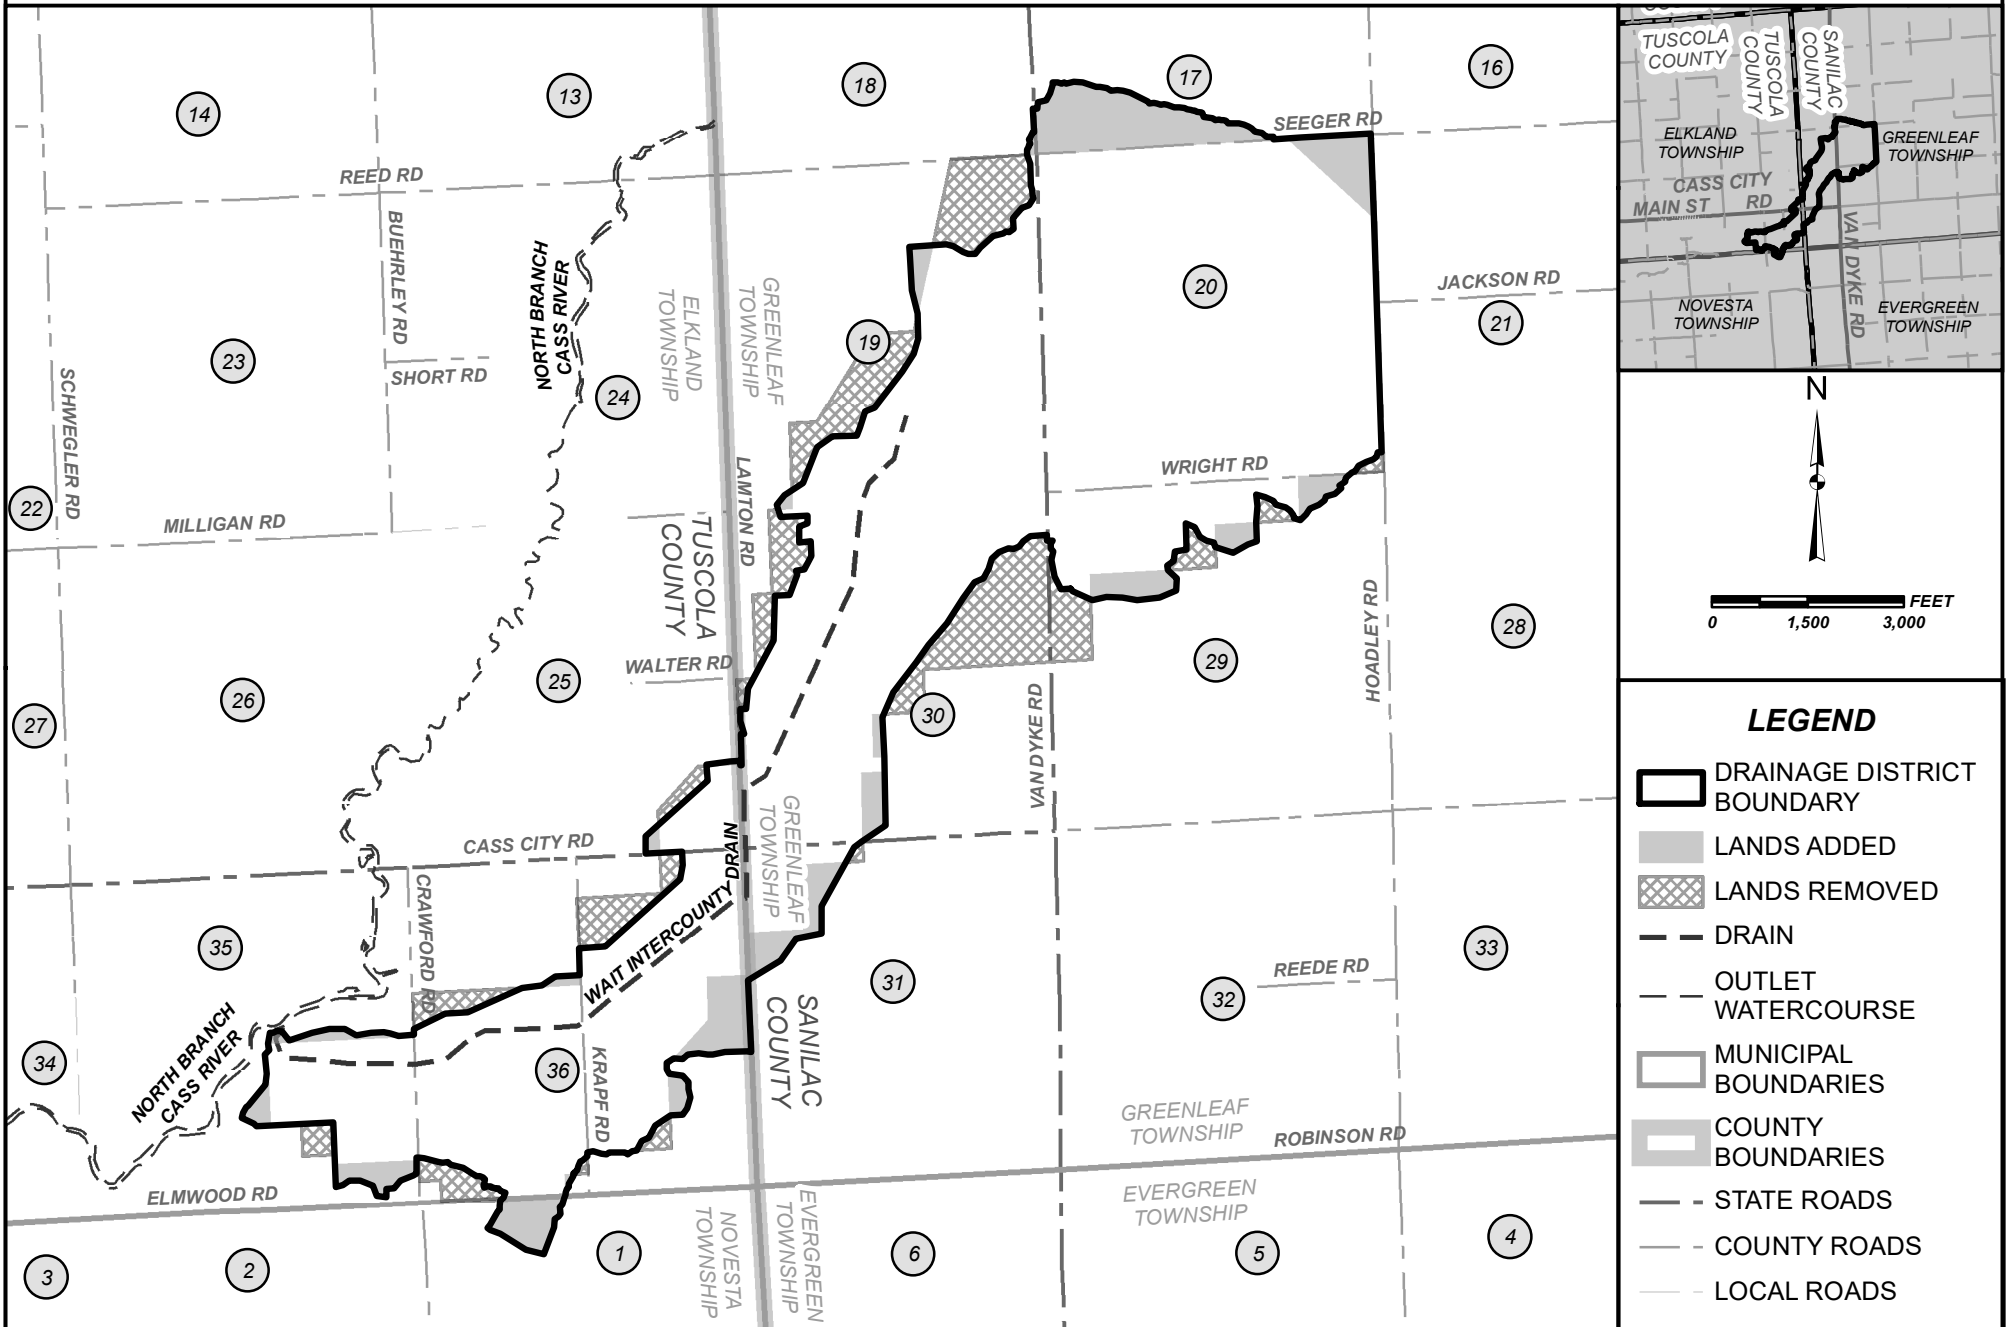 14
13
18
17
16
SEEGER RD
REED RD
BUEHRLEY RD
NORTH BRANCH
CASS RIVER
ELKLAND
TOWNSHIP
GREENLEAF
TOWNSHIP
20
JACKSON RD
21
19
23
SHORT RD
24
SCHWEGLER RD
22
MILLIGAN RD
LAMTON RD
TUSCOLA
COUNTY
WRIGHT RD
HOADLEY RD
28
29
WALTER RD
25
26
27
30
VAN DYKE RD
CASS CITY RD
GREENLEAF
TOWNSHIP
WAIT INTERCOUNTY DRAIN
CRAWFORD RD
35
31
33
REEDE RD
32
SANILAC
COUNTY
NORTH BRANCH
CASS RIVER
34
36
KRAPF RD
GREENLEAF
TOWNSHIP
ROBINSON RD
ELMWOOD RD
EVERGREEN
TOWNSHIP
NOVESTA
TOWNSHIP
EVERGREEN
TOWNSHIP
3
2
1
6
5
4
TUSCOLA
COUNTY
TUSCOLA
COUNTY
SANILAC
COUNTY
ELKLAND
TOWNSHIP
GREENLEAF
TOWNSHIP
CASS CITY
RD
MAIN ST
VAN DYKE RD
NOVESTA
TOWNSHIP
EVERGREEN
TOWNSHIP
N
FEET
0 1,500 3,000
LEGEND
DRAINAGE DISTRICT
BOUNDARY
LANDS ADDED
LANDS REMOVED
DRAIN
OUTLET
WATERCOURSE
MUNICIPAL
BOUNDARIES
COUNTY
BOUNDARIES
STATE ROADS
COUNTY ROADS
LOCAL ROADS